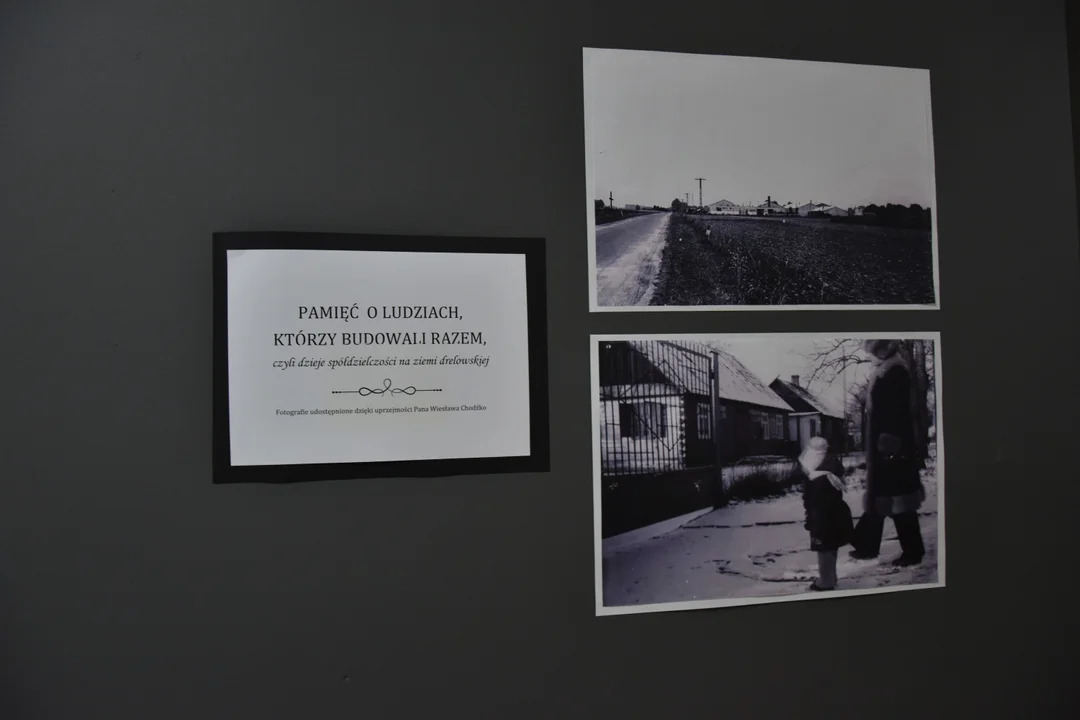 PAMIĘĆ O LUDZIACH,
KTÓRZY BUDOWALI RAZEM,
czyli dzieje spółdzielczości na ziemi drelowskiej
Fotografie udostępnione dzięki uprzejmości Pana Wiesława Chodźko